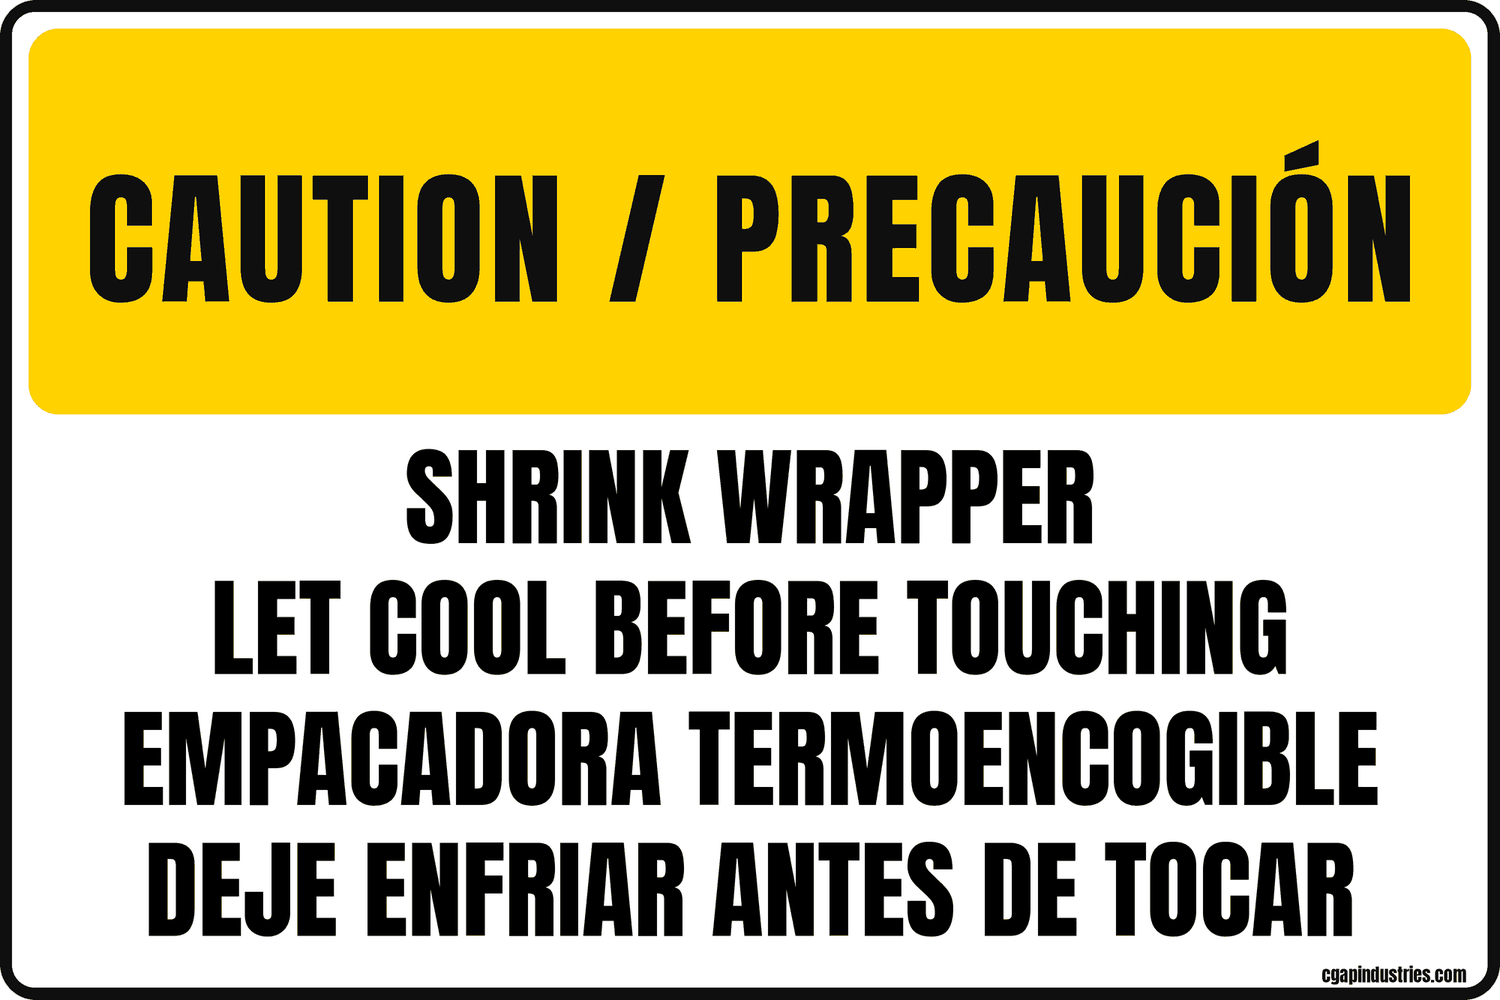 CAUTION / PRECAUCIÓN
SHRINK WRAPPER
LET COOL BEFORE TOUCHING
EMPACADORA TERMOENCOGIBLE
DEJE ENFRIAR ANTES DE TOCAR
cgapindustries.com